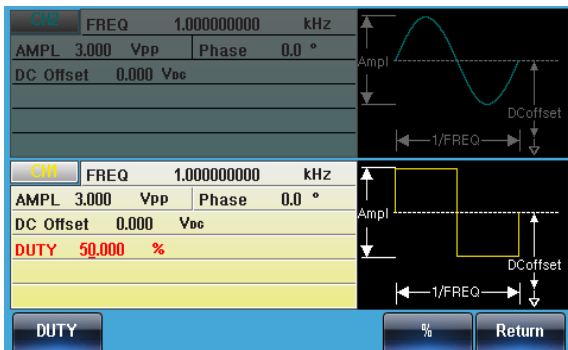 CH2 FREQ 1.000000000 kHz
AMPL 3.000 Vpp Phase 0.0 °
DC Offset 0.000 VDC
Ampl
DCoffset
1/FREQ
CH1 FREQ 1.000000000 kHz
AMPL 3.000 Vpp Phase 0.0 °
DC Offset 0.000 VDC
DUTY 50.000 %
Ampl
DCoffset
1/FREQ
DUTY % Return